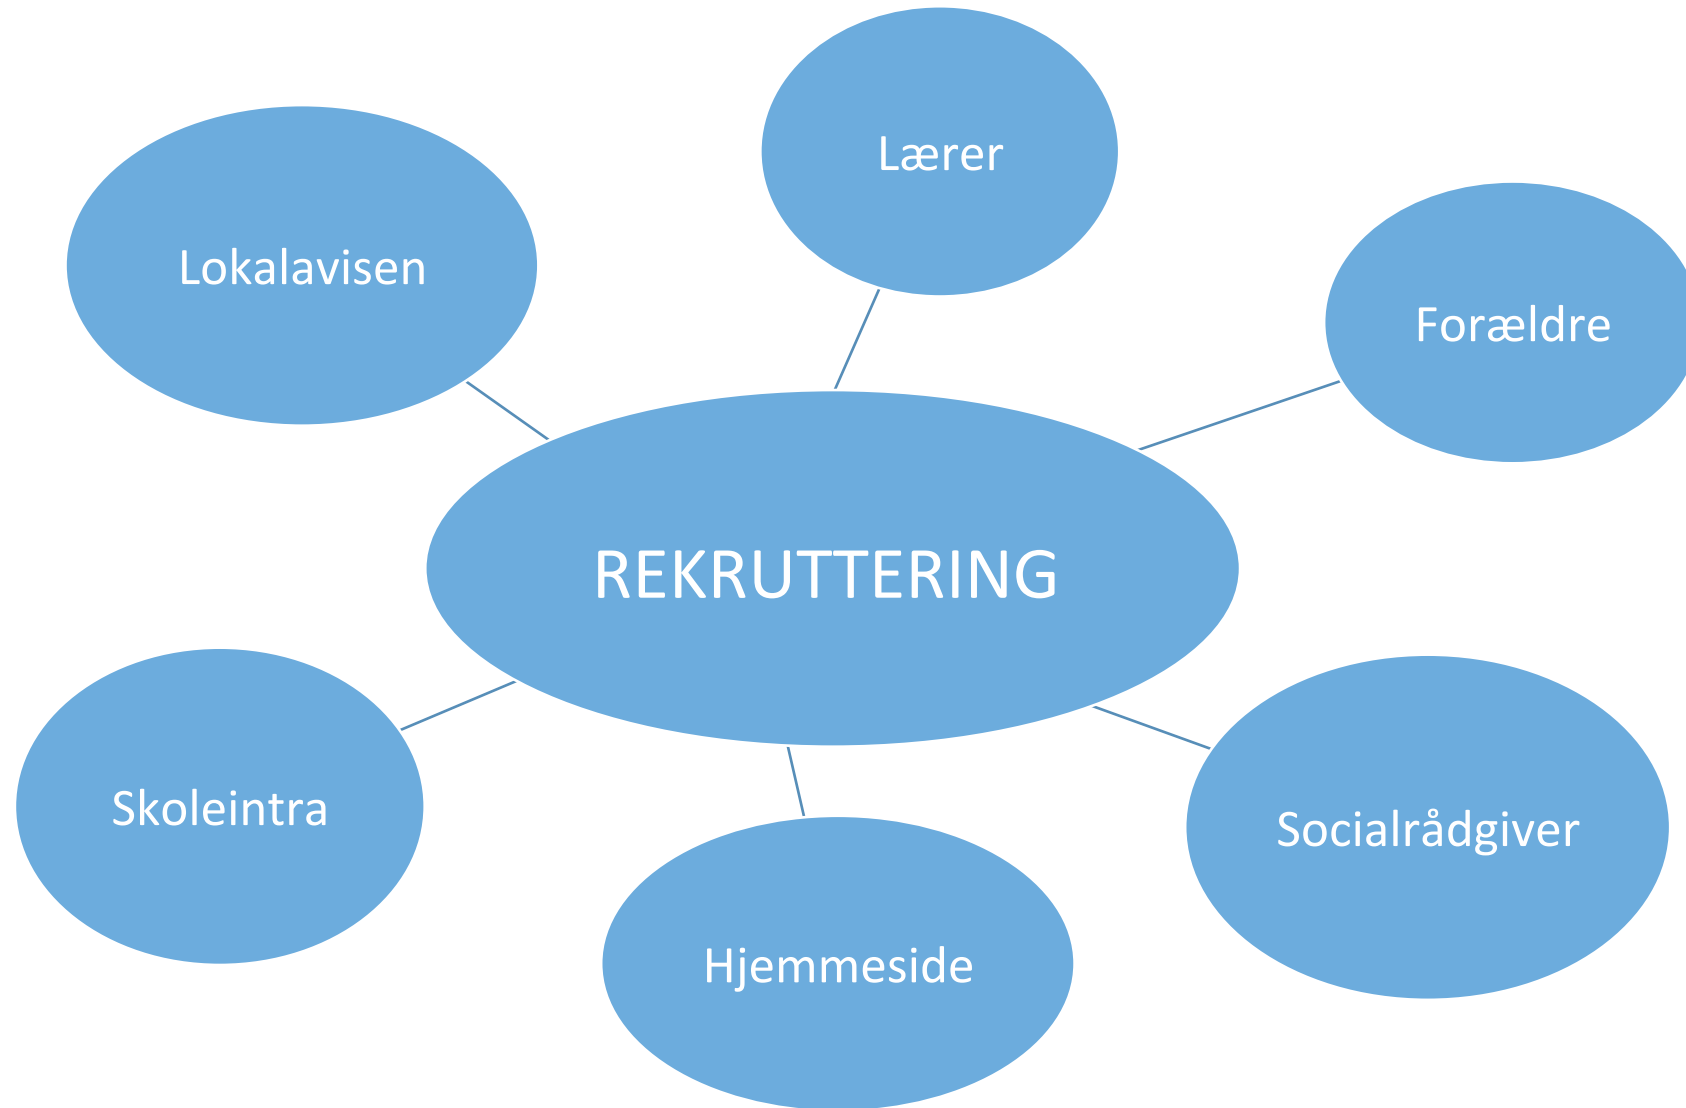 Lærer
Lokalavisen
Forældre
REKRUTTERING
Skoleintra
Socialrådgiver
Hjemmeside